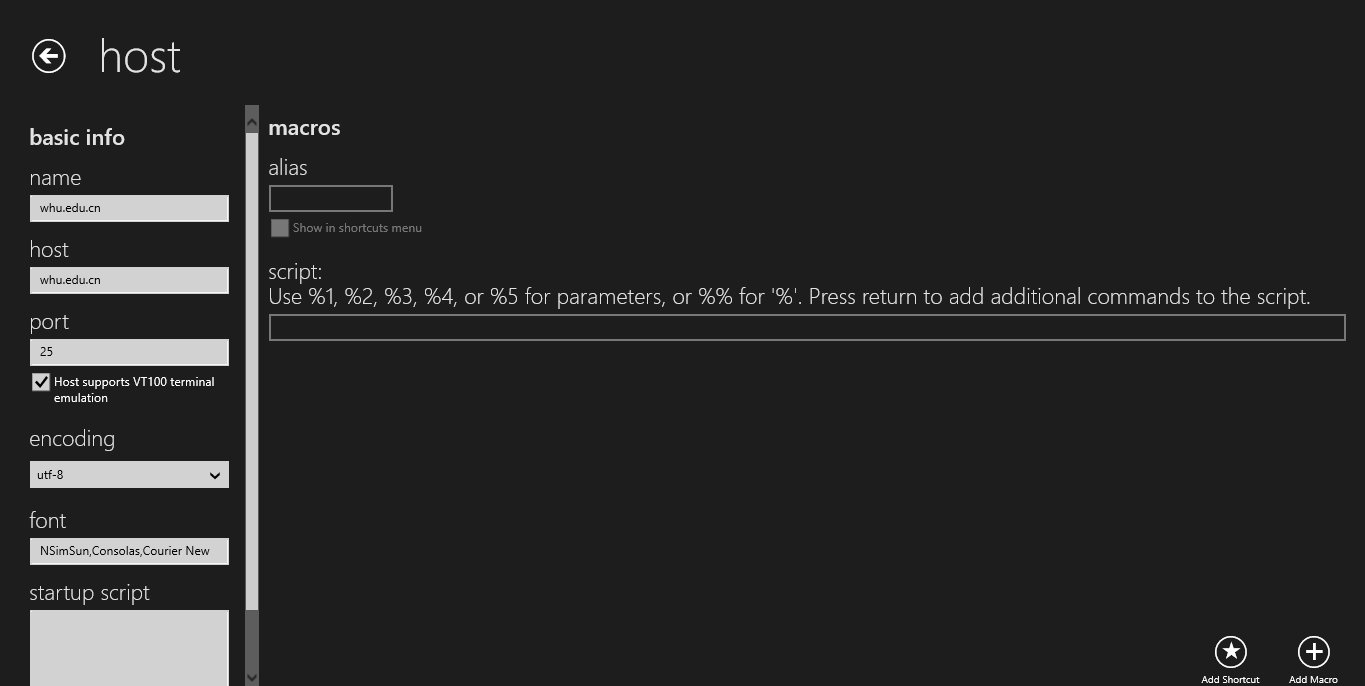 host
basic info
name
whu.edu.cn
host
whu.edu.cn
port
25
Host supports VT100 terminal
emulation
encoding
utf-8
font
NSimSun,Consolas,Courier New
startup script
macros
alias
Show in shortcuts menu
script:
Use %1, %2, %3, %4, or %5 for parameters, or %% for '%'. Press return to add additional commands to the script.
Add Shortcut
Add Macro